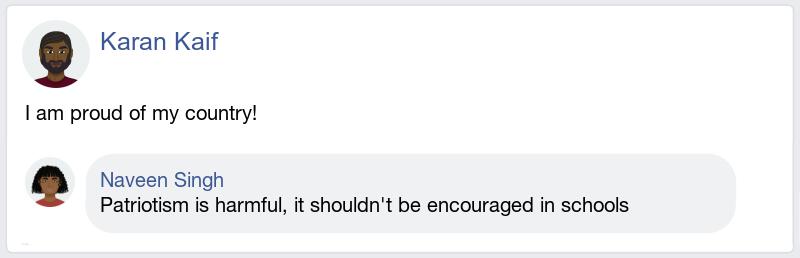 Karan Kaif
I am proud of my country!
Naveen Singh
Patriotism is harmful, it shouldn't be encouraged in schools